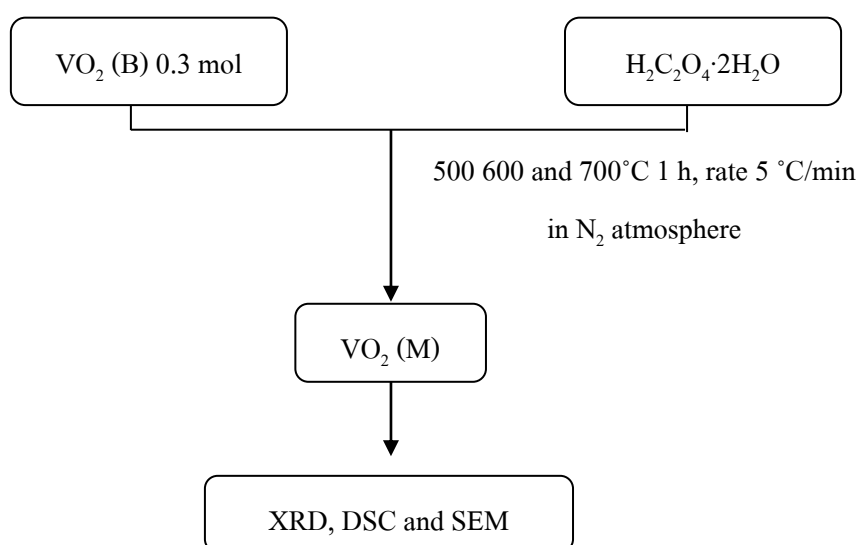 VO₂ (B) 0.3 mol
H₂C₂O₄·2H₂O
500 600 and 700˚C 1 h, rate 5 ˚C/min
in N₂ atmosphere
VO₂ (M)
XRD, DSC and SEM